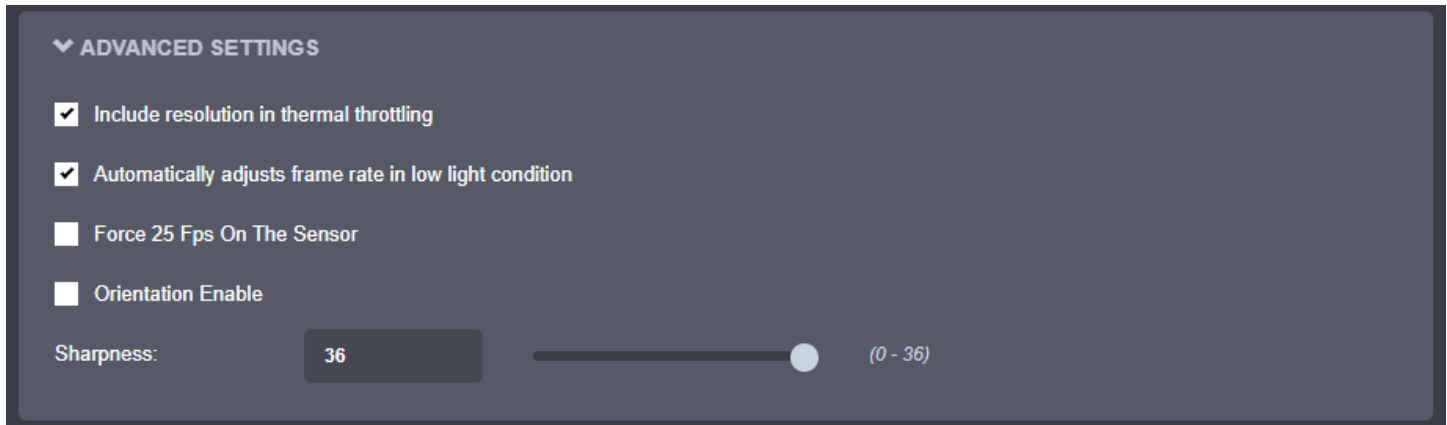 ADVANCED SETTINGS
Include resolution in thermal throttling
Automatically adjusts frame rate in low light condition
Force 25 Fps On The Sensor
Orientation Enable
Sharpness: 36 (0 - 36)